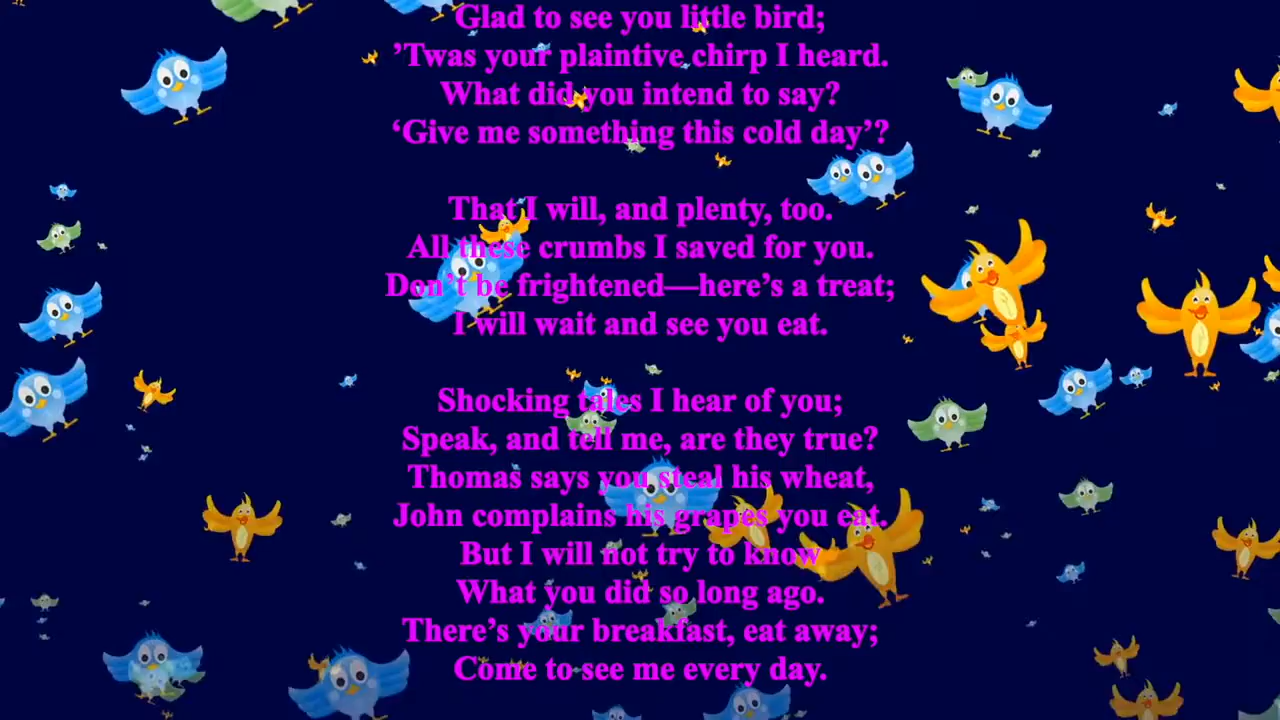 Glad to see you little bird;
’Twas your plaintive chirp I heard.
What did you intend to say?
‘Give me something this cold day’?
That I will, and plenty, too.
All these crumbs I saved for you.
Don’t be frightened—here’s a treat;
I will wait and see you eat.
Shocking tales I hear of you;
Speak, and tell me, are they true?
Thomas says you steal his wheat,
John complains his grapes you eat.
But I will not try to know
What you did so long ago.
There’s your breakfast, eat away;
Come to see me every day.